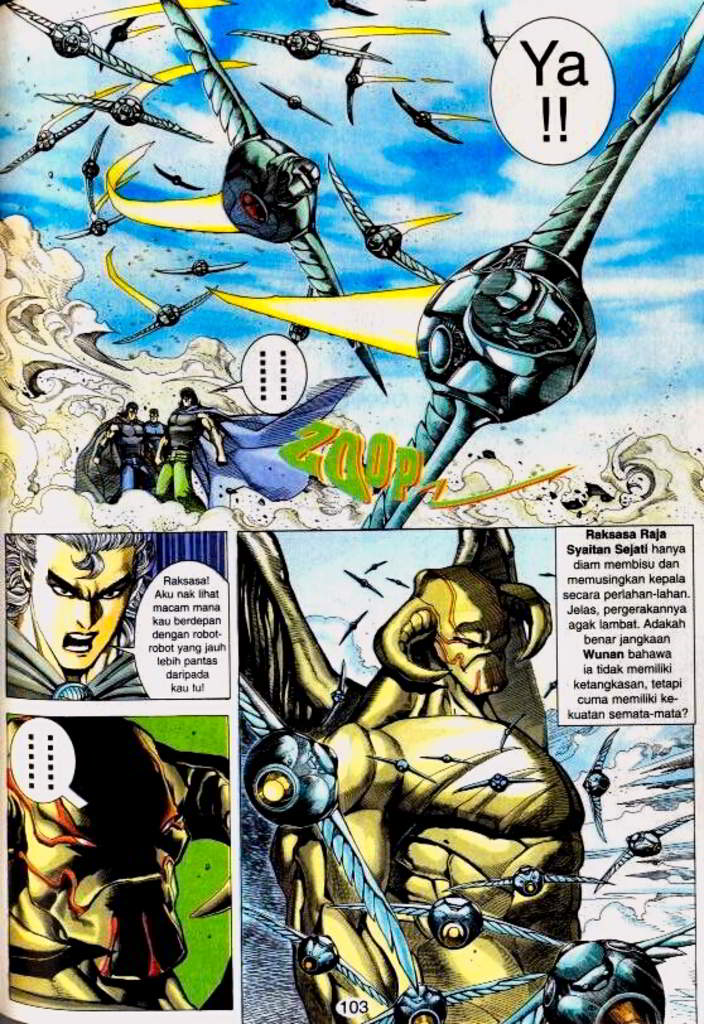 Ya
!!
ZOOP
Raksasa!
Aku nak lihat
macam mana
kau berdepan
dengan robot-
robot yang jauh
lebih pantas
daripada
kau tu!
Raksasa Raja
Syaitan Sejati hanya
diam membisu dan
memusingkan kepala
secara perlahan-lahan.
Jelas, pergerakannya
agak lambat. Adakah
benar jangkaan
Wunan bahawa
ia tidak memiliki
ketangkasan, tetapi
cuma memiliki ke-
kuatan semata-mata?
103